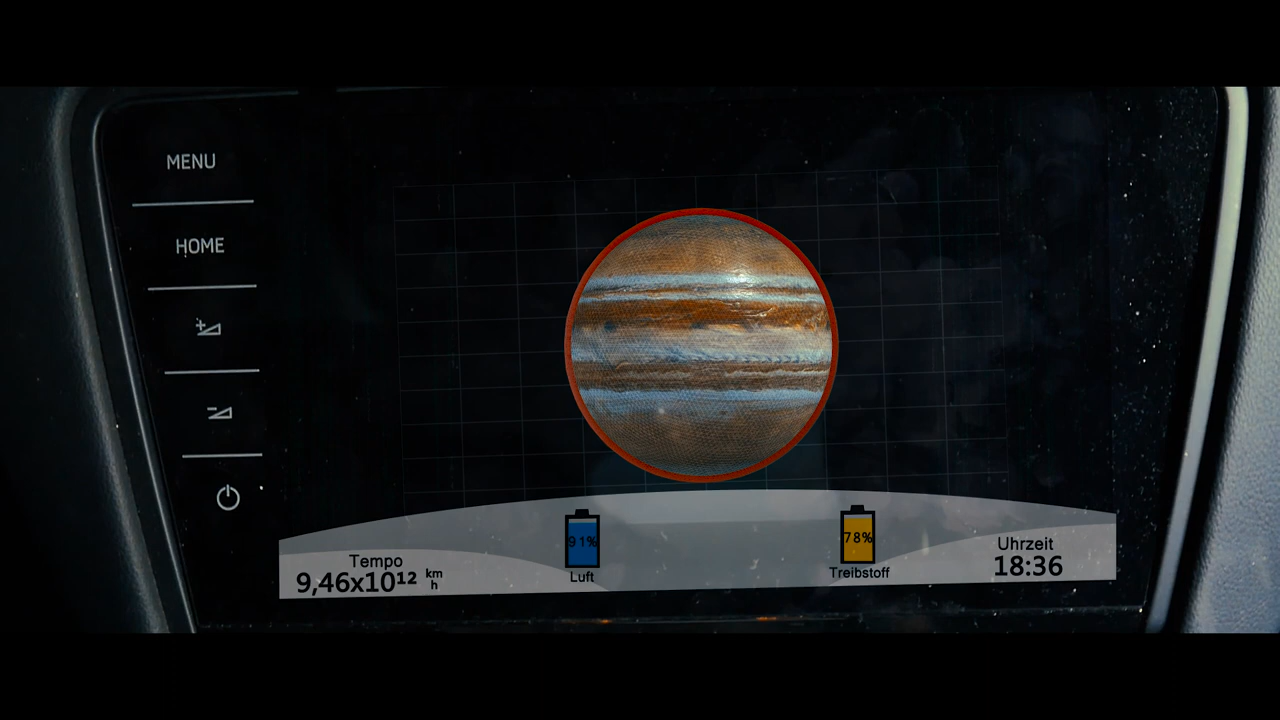 MENU
HOME
Tempo
9,46x10¹² km/h
91%
Luft
78%
Treibstoff
Uhrzeit
18:36